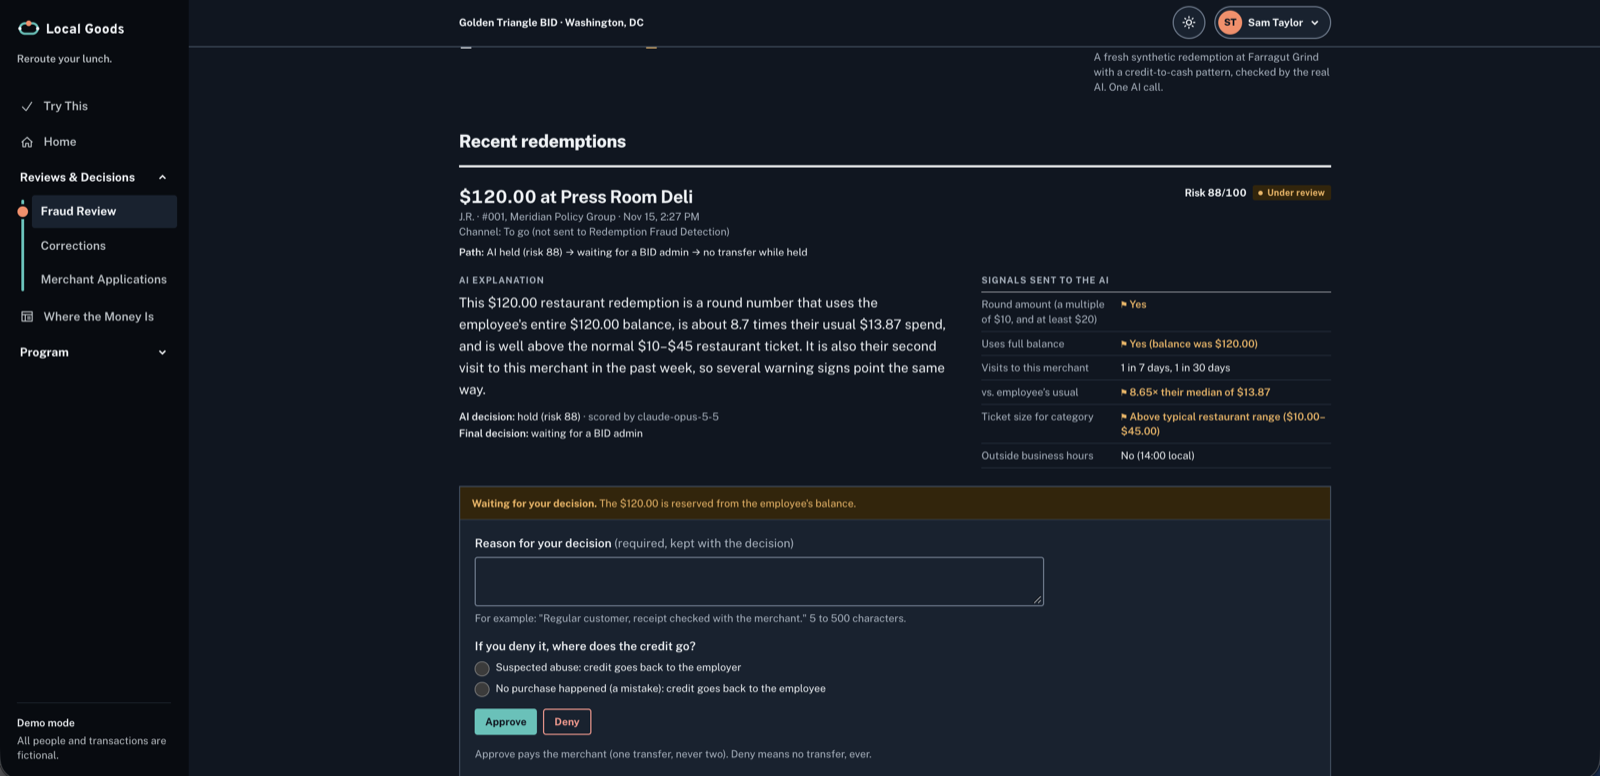 Local Goods
Reroute your lunch.
Try This
Home
Reviews & Decisions
Fraud Review
Corrections
Merchant Applications
Where the Money Is
Program
Demo mode
All people and transactions are
fictional.
Golden Triangle BID · Washington, DC
ST Sam Taylor
A fresh synthetic redemption at Farragut Grind
with a credit-to-cash pattern, checked by the real
AI. One AI call.
Recent redemptions
$120.00 at Press Room Deli
Risk 88/100 Under review
J.R. · #001, Meridian Policy Group · Nov 15, 2:27 PM
Channel: To go (not sent to Redemption Fraud Detection)
Path: AI held (risk 88) → waiting for a BID admin → no transfer while held
AI EXPLANATION
This $120.00 restaurant redemption is a round number that uses the
employee's entire $120.00 balance, is about 8.7 times their usual $13.87 spend,
and is well above the normal $10–$45 restaurant ticket. It is also their second
visit to this merchant in the past week, so several warning signs point the same
way.
AI decision: hold (risk 88) · scored by claude-opus-5-5
Final decision: waiting for a BID admin
SIGNALS SENT TO THE AI
Round amount (a multiple Yes
of $10, and at least $20)
Uses full balance Yes (balance was $120.00)
Visits to this merchant 1 in 7 days, 1 in 30 days
vs. employee's usual 8.65× their median of $13.87
Ticket size for category Above typical restaurant range ($10.00–
$45.00)
Outside business hours No (14:00 local)
Waiting for your decision. The $120.00 is reserved from the employee's balance.
Reason for your decision (required, kept with the decision)
For example: "Regular customer, receipt checked with the merchant." 5 to 500 characters.
If you deny it, where does the credit go?
Suspected abuse: credit goes back to the employer
No purchase happened (a mistake): credit goes back to the employee
Approve Deny
Approve pays the merchant (one transfer, never two). Deny means no transfer, ever.